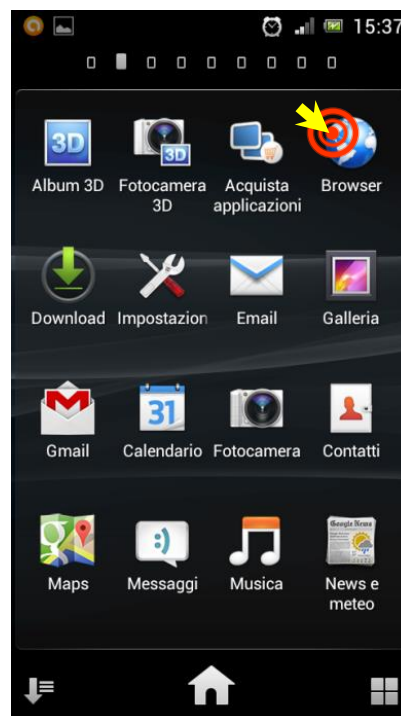 15:37
3D
3D
Album 3D
Fotocamera
3D
Acquista
applicazioni
Browser
Download
Impostazion
Email
Galleria
31
Gmail
Calendario
Fotocamera
Contatti
g
:)
Google News
Maps
Messaggi
Musica
News e
meteo